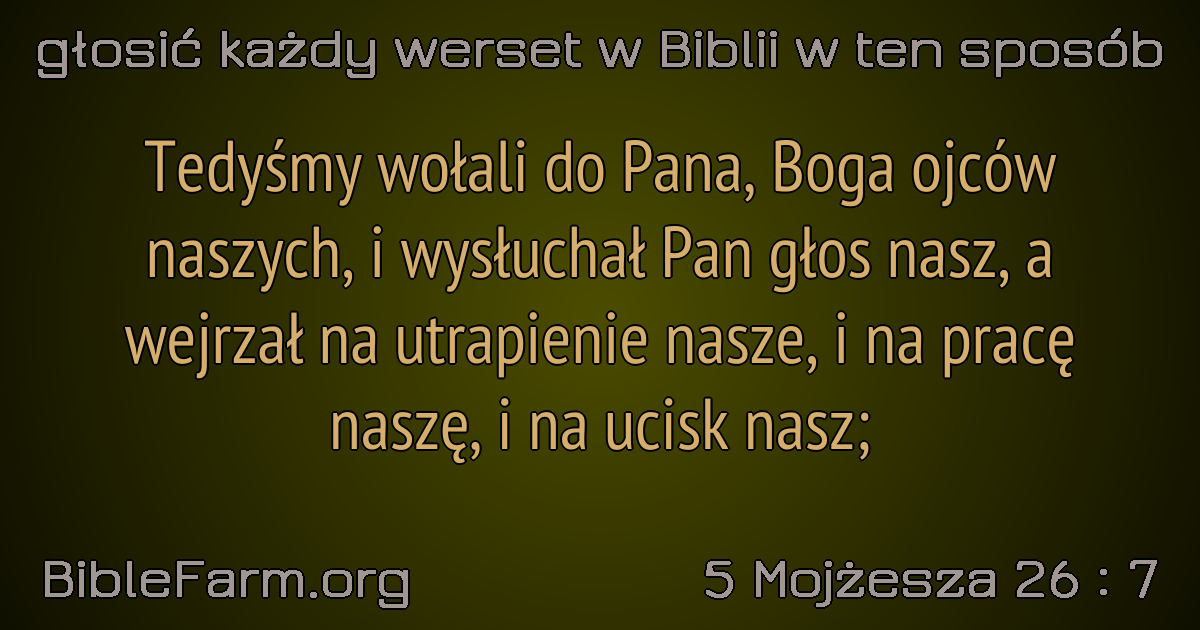 głosić każdy werset w Biblii w ten sposób
Tedyśmy wołali do Pana, Boga ojców
naszych, i wysłuchał Pan głos nasz, a
wejrzał na utrapienie nasze, i na pracę
naszę, i na ucisk nasz;
BibleFarm.org 5 Mojżesza 26 : 7